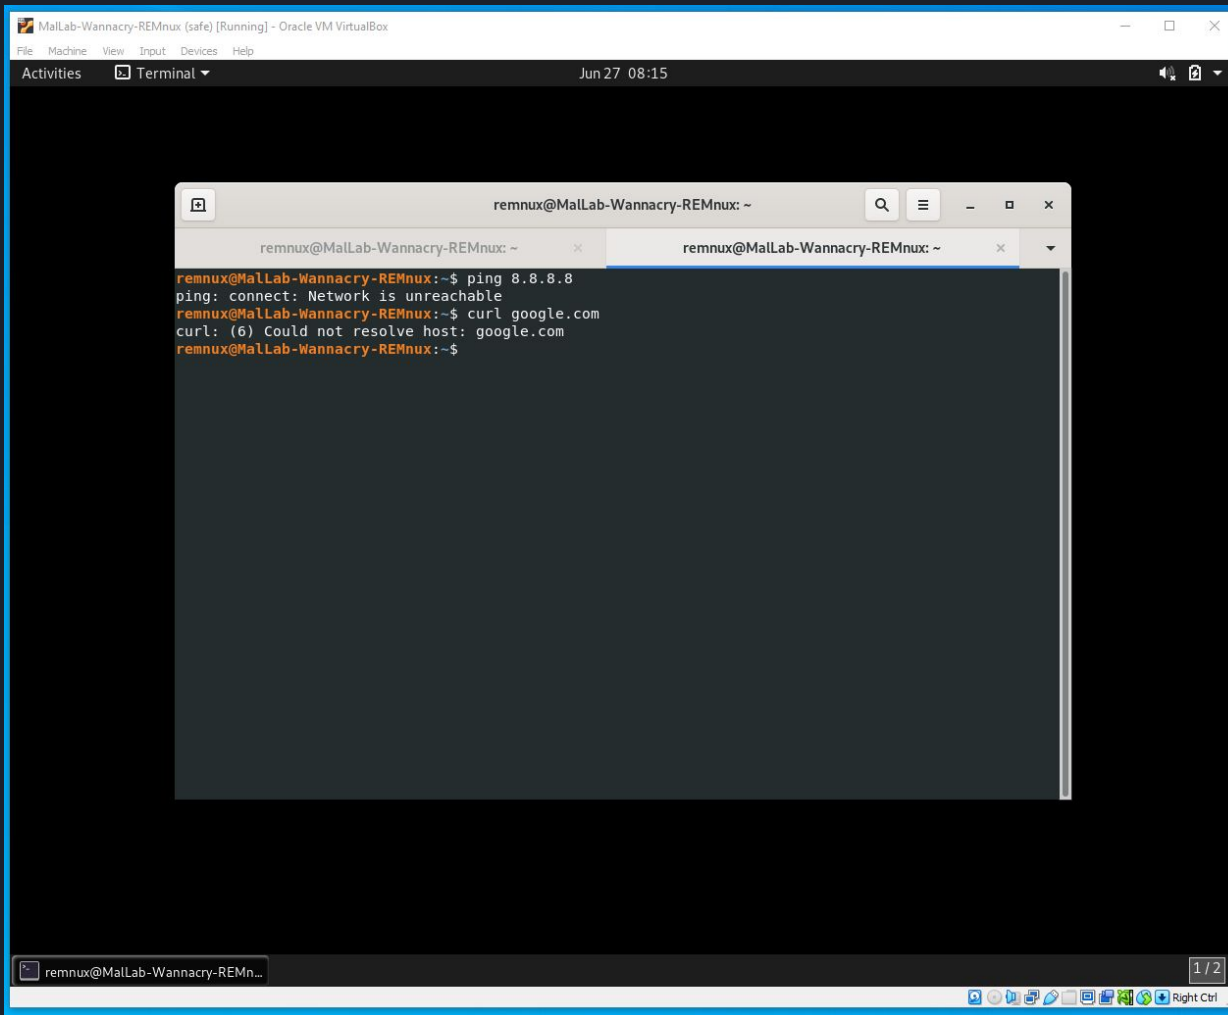 MalLab-Wannacry-REMnux (safe) [Running] - Oracle VM VirtualBox
File Machine View Input Devices Help
Activities Terminal Jun 27 08:15
remnux@MalLab-Wannacry-REMnux: ~
remnux@MalLab-Wannacry-REMnux: ~ remnux@MalLab-Wannacry-REMnux: ~
remnux@MalLab-Wannacry-REMnux:~$ ping 8.8.8.8
ping: connect: Network is unreachable
remnux@MalLab-Wannacry-REMnux:~$ curl google.com
curl: (6) Could not resolve host: google.com
remnux@MalLab-Wannacry-REMnux:~$
remnux@MalLab-Wannacry-REMn... 1 / 2
Right Ctrl